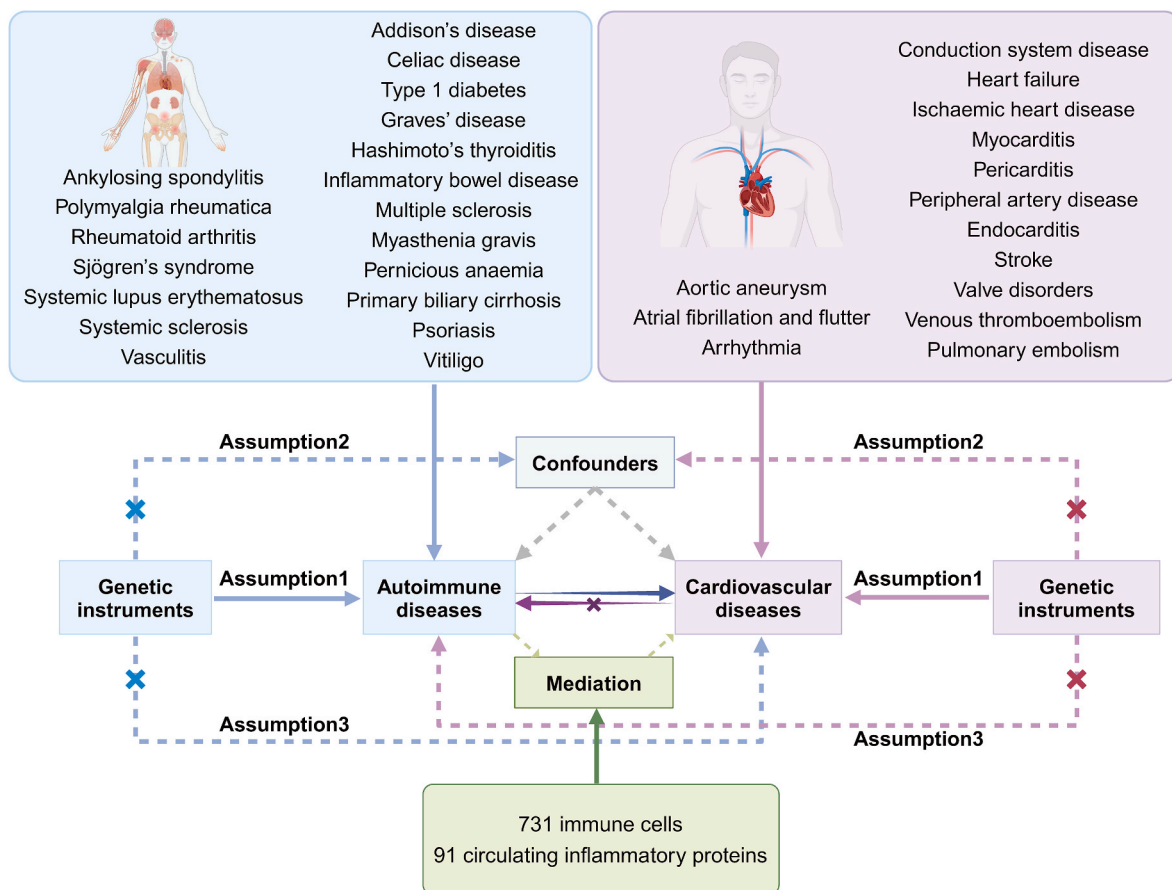 Ankylosing spondylitis
Polymyalgia rheumatica
Rheumatoid arthritis
Sjögren's syndrome
Systemic lupus erythematosus
Systemic sclerosis
Vasculitis
Addison's disease
Celiac disease
Type 1 diabetes
Graves' disease
Hashimoto's thyroiditis
Inflammatory bowel disease
Multiple sclerosis
Myasthenia gravis
Pernicious anaemia
Primary biliary cirrhosis
Psoriasis
Vitiligo
Aortic aneurysm
Atrial fibrillation and flutter
Arrhythmia
Conduction system disease
Heart failure
Ischaemic heart disease
Myocarditis
Pericarditis
Peripheral artery disease
Endocarditis
Stroke
Valve disorders
Venous thromboembolism
Pulmonary embolism
Assumption2
Confounders
Assumption2
Genetic
instruments
Assumption1
Autoimmune
diseases
Cardiovascular
diseases
Assumption1
Genetic
instruments
Mediation
Assumption3
Assumption3
731 immune cells
91 circulating inflammatory proteins